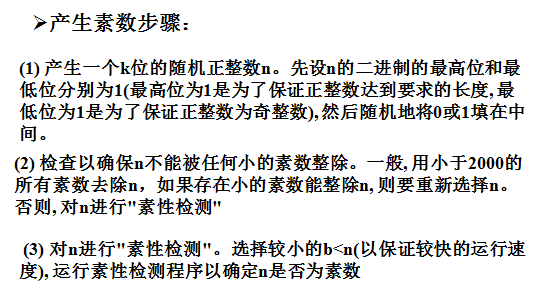 ➢产生素数步骤：
(1) 产生一个k位的随机正整数n。先设n的二进制的最高位和最
低位分别为1(最高位为1是为了保证正整数达到要求的长度, 最
低位为1是为了保证正整数为奇整数), 然后随机地将0或1填在中
间。
(2) 检查以确保n不能被任何小的素数整除。一般, 用小于2000的
所有素数去除n，如果存在小的素数能整除n, 则要重新选择n。
否则, 对n进行"素性检测"
(3) 对n进行"素性检测"。选择较小的b<n(以保证较快的运行速
度), 运行素性检测程序以确定n是否为素数